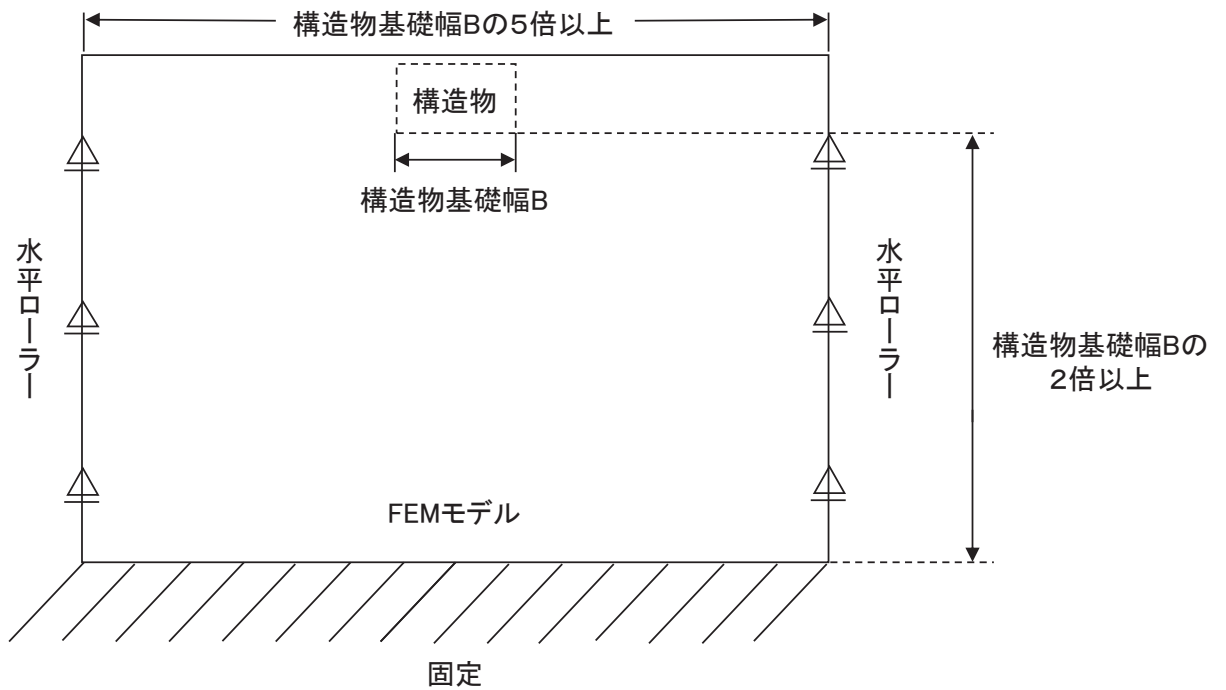 構造物基礎幅Bの5倍以上
構造物
構造物基礎幅B
水平ローラー
水平ローラー
構造物基礎幅Bの
2倍以上
FEMモデル
固定